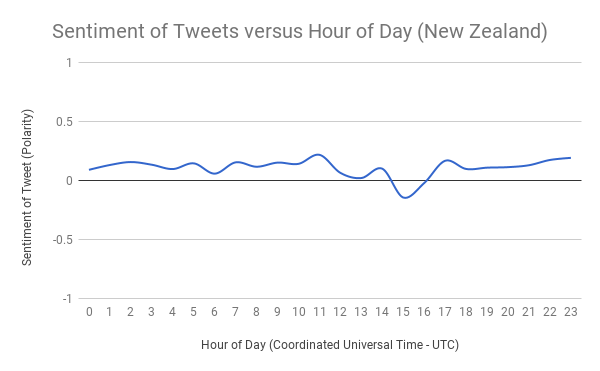 Sentiment of Tweets versus Hour of Day (New Zealand)
1
0.5
0
-0.5
-1
Sentiment of Tweet (Polarity)
0 1 2 3 4 5 6 7 8 9 10 11 12 13 14 15 16 17 18 19 20 21 22 23
Hour of Day (Coordinated Universal Time - UTC)